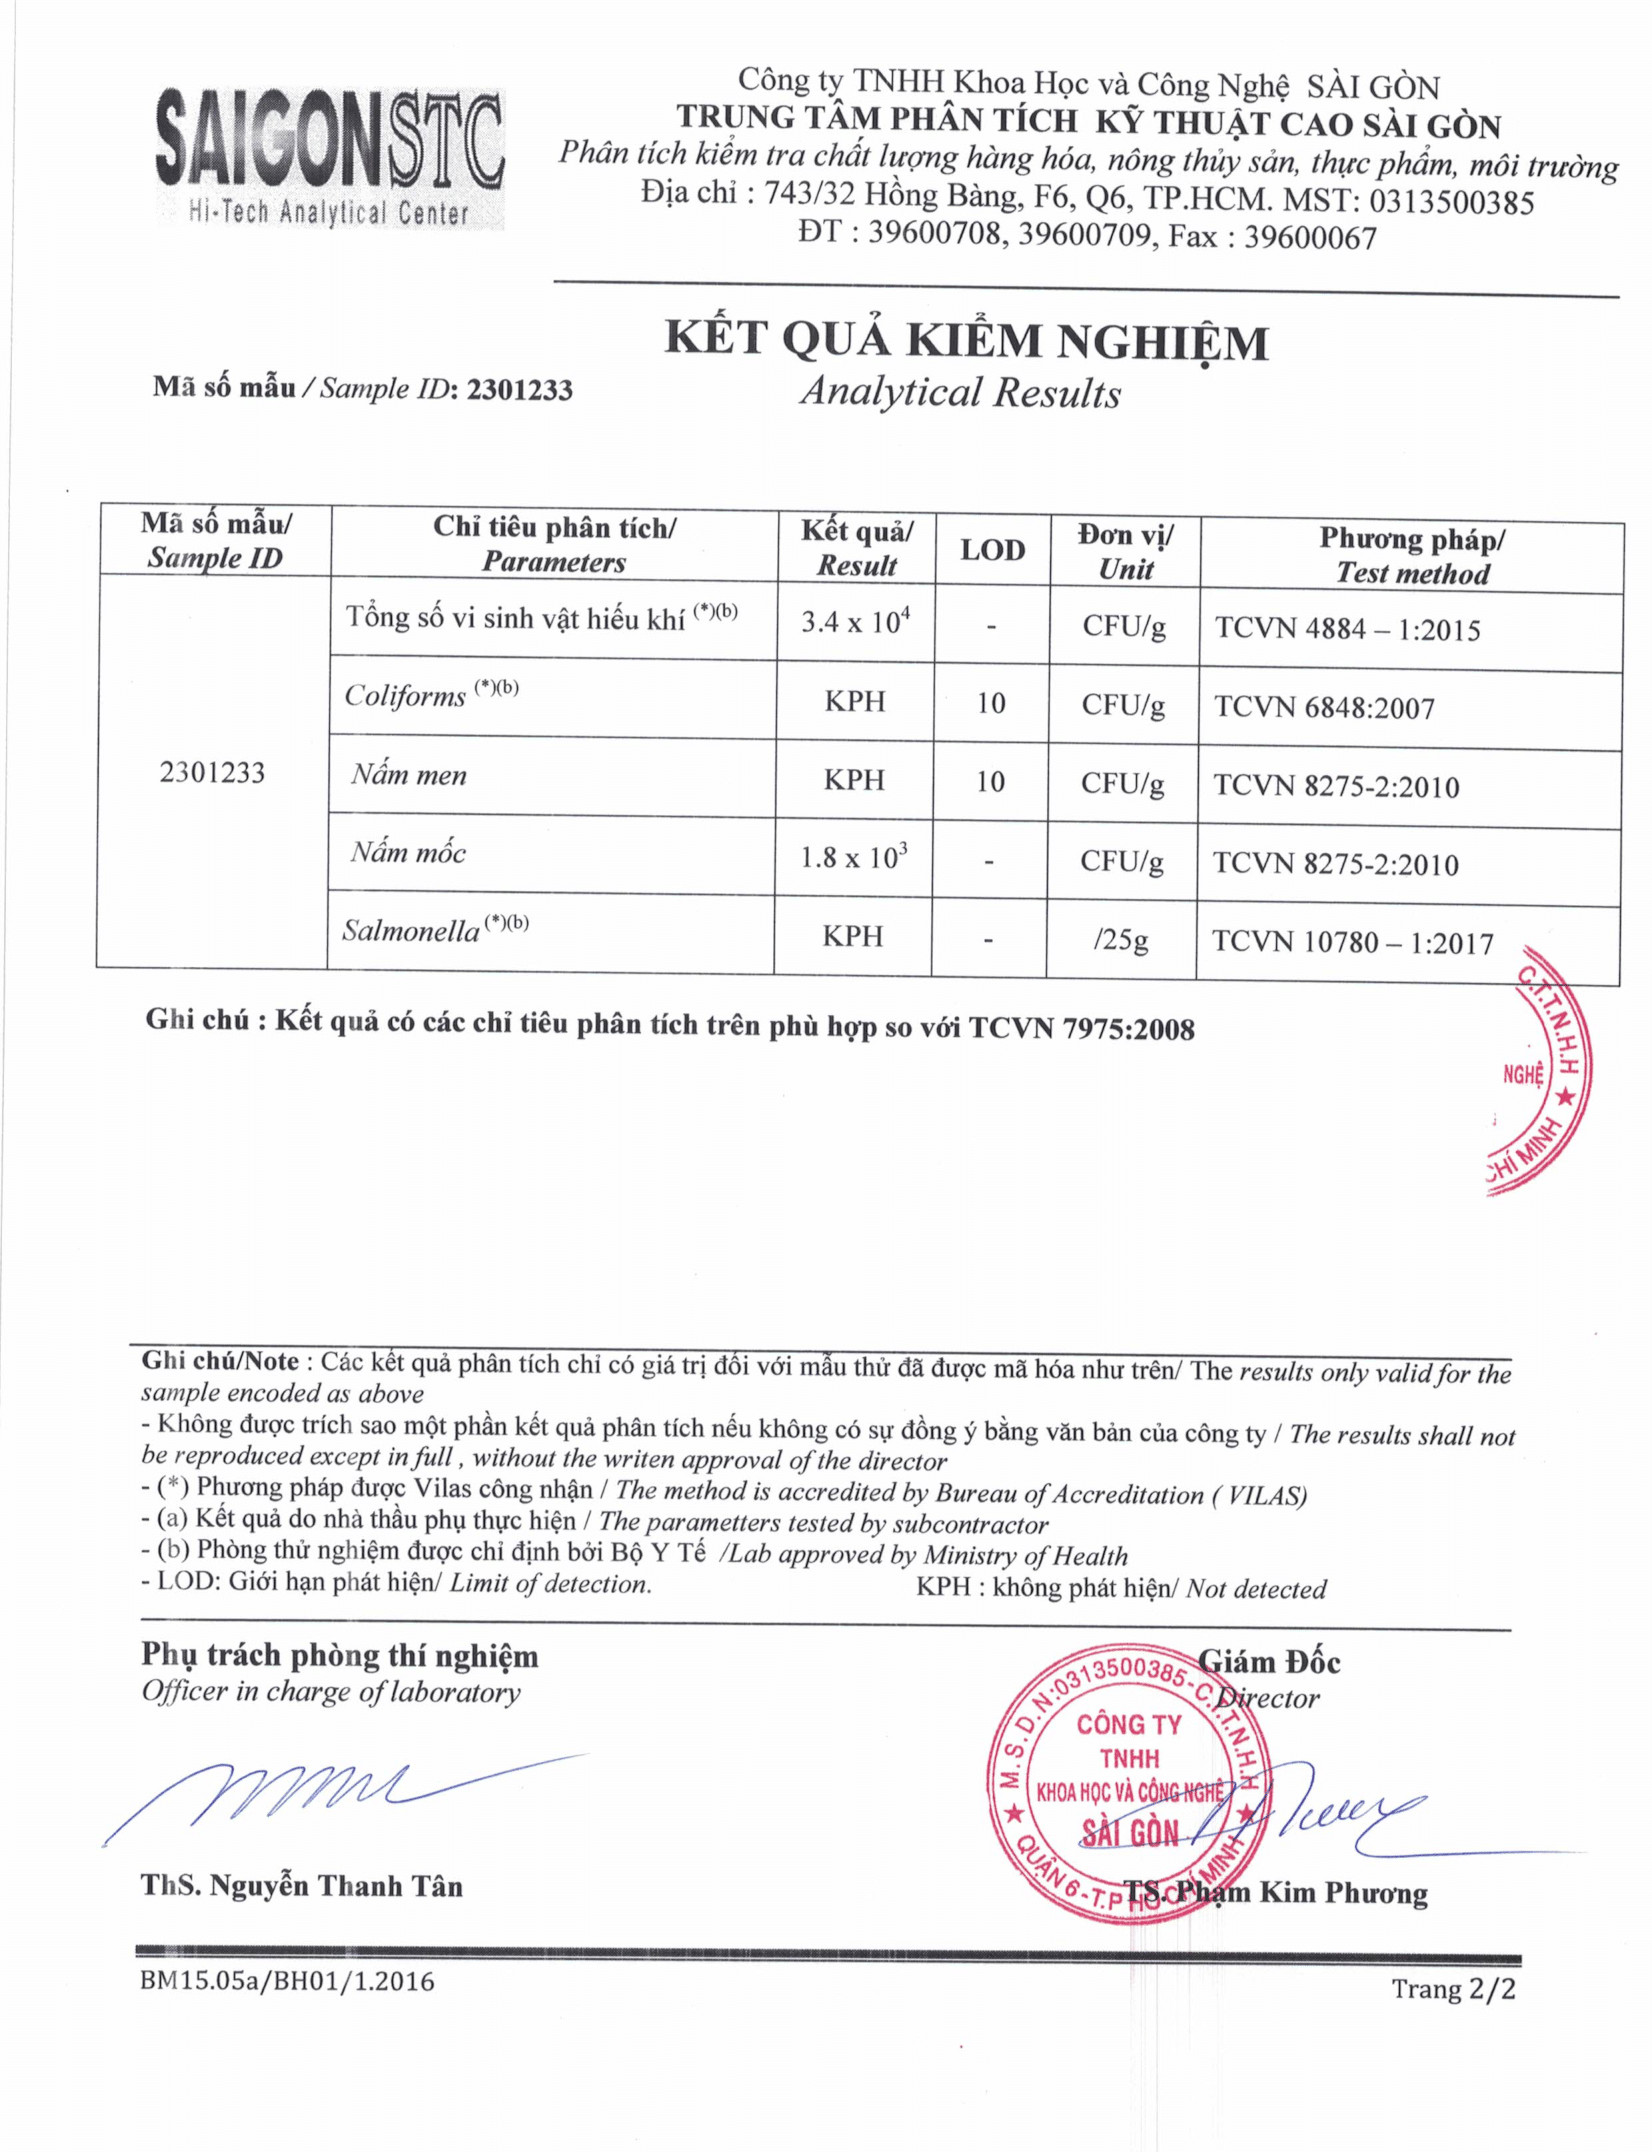 SAIGONSTC
Hi-Tech Analytical Center
Công ty TNHH Khoa Học và Công Nghệ SÀI GÒN
TRUNG TÂM PHÂN TÍCH KỸ THUẬT CAO SÀI GÒN
Phân tích kiểm tra chất lượng hàng hóa, nông thủy sản, thực phẩm, môi trường
Địa chỉ : 743/32 Hồng Bàng, F6, Q6, TP.HCM. MST: 0313500385
ĐT : 39600708, 39600709, Fax : 39600067
KẾT QUẢ KIỂM NGHIỆM
Mã số mẫu / Sample ID: 2301233
Analytical Results
Mã số mẫu/ Sample ID | Chỉ tiêu phân tích/ Parameters | Kết quả/ Result | LOD | Đơn vị/ Unit | Phương pháp/ Test method
2301233
Tổng số vi sinh vật hiếu khí (*)(b) | 3.4 x 10⁴ | - | CFU/g | TCVN 4884 – 1:2015
Coliforms (*)(b) | KPH | 10 | CFU/g | TCVN 6848:2007
Nấm men | KPH | 10 | CFU/g | TCVN 8275-2:2010
Nấm mốc | 1.8 x 10³ | - | CFU/g | TCVN 8275-2:2010
Salmonella (*)(b) | KPH | - | /25g | TCVN 10780 – 1:2017
Ghi chú : Kết quả có các chỉ tiêu phân tích trên phù hợp so với TCVN 7975:2008
C.T.T.N.H.H
NGHỆ
CHÍ MINH
Ghi chú/Note : Các kết quả phân tích chỉ có giá trị đối với mẫu thử đã được mã hóa như trên/ The results only valid for the
sample encoded as above
- Không được trích sao một phần kết quả phân tích nếu không có sự đồng ý bằng văn bản của công ty / The results shall not
be reproduced except in full , without the writen approval of the director
- (*) Phương pháp được Vilas công nhận / The method is accredited by Bureau of Accreditation ( VILAS)
- (a) Kết quả do nhà thầu phụ thực hiện / The parametters tested by subcontractor
- (b) Phòng thử nghiệm được chỉ định bởi Bộ Y Tế /Lab approved by Ministry of Health
- LOD: Giới hạn phát hiện/ Limit of detection. KPH : không phát hiện/ Not detected
Phụ trách phòng thí nghiệm
Officer in charge of laboratory
Giám Đốc
Director
M.S.D.N:0313500385-C.T.T.N.H.H
CÔNG TY
TNHH
KHOA HỌC VÀ CÔNG NGHỆ
SÀI GÒN
QUẬN 6-T.P HỒ CHÍ MINH
ThS. Nguyễn Thanh Tân
TS. Phạm Kim Phương
BM15.05a/BH01/1.2016
Trang 2/2